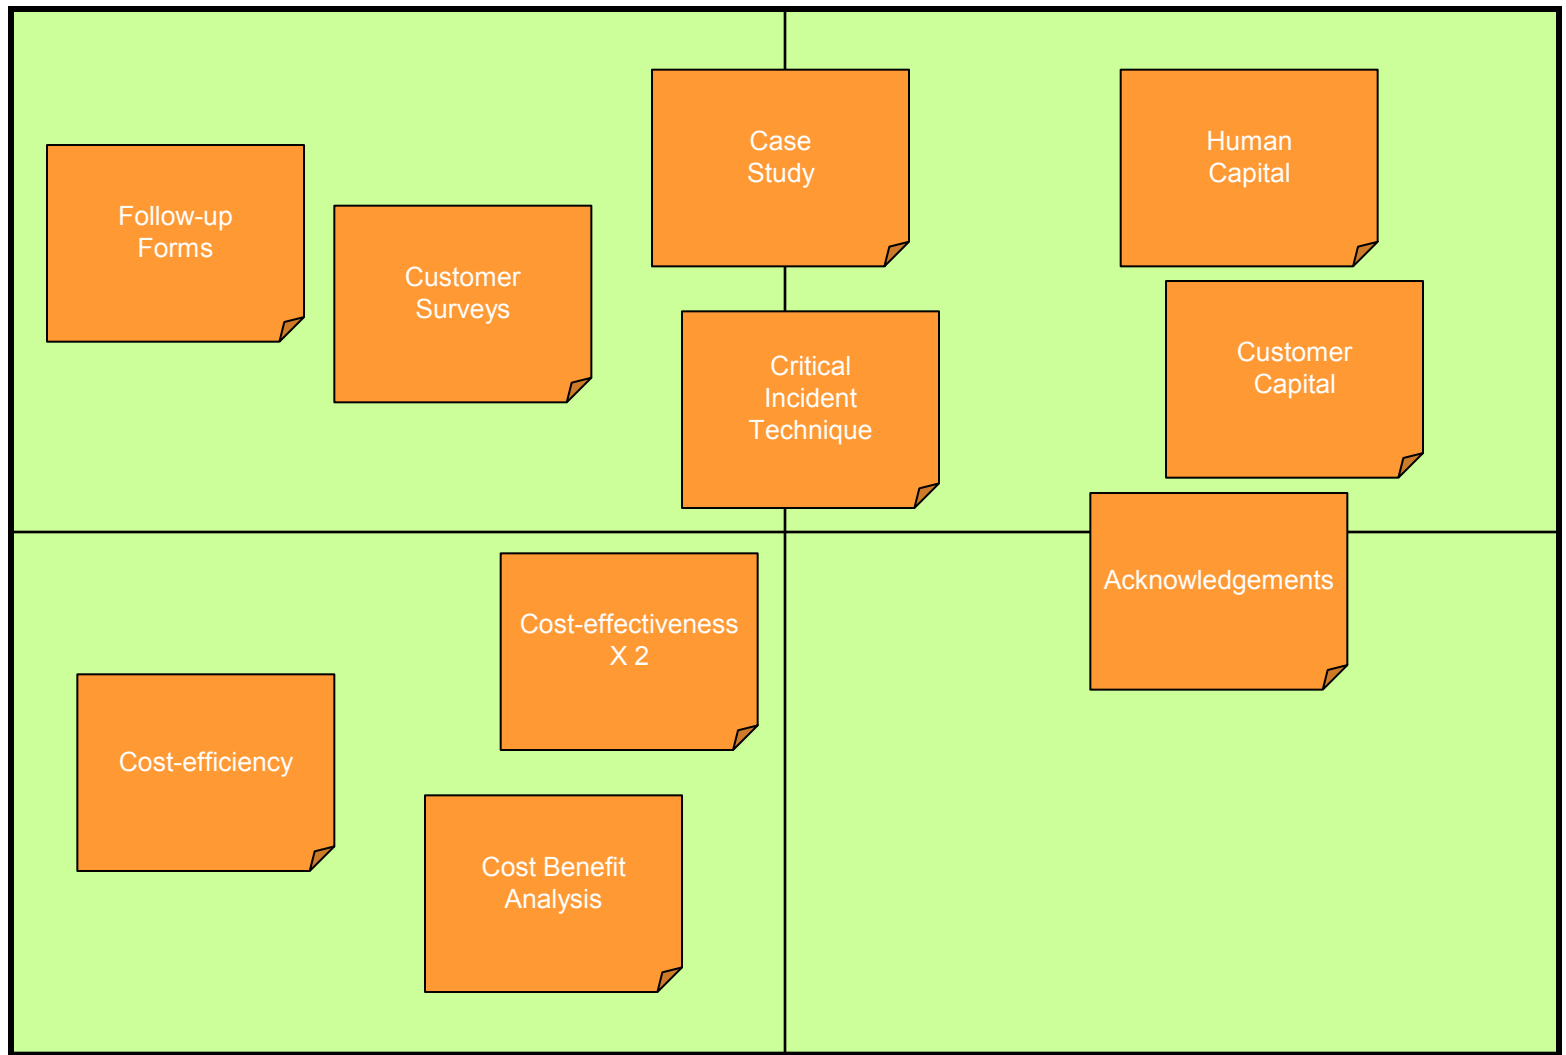 Case
Study
Human
Capital
Follow-up
Forms
Customer
Surveys
Critical
Incident
Technique
Customer
Capital
Cost-effectiveness
X 2
Acknowledgements
Cost-efficiency
Cost Benefit
Analysis